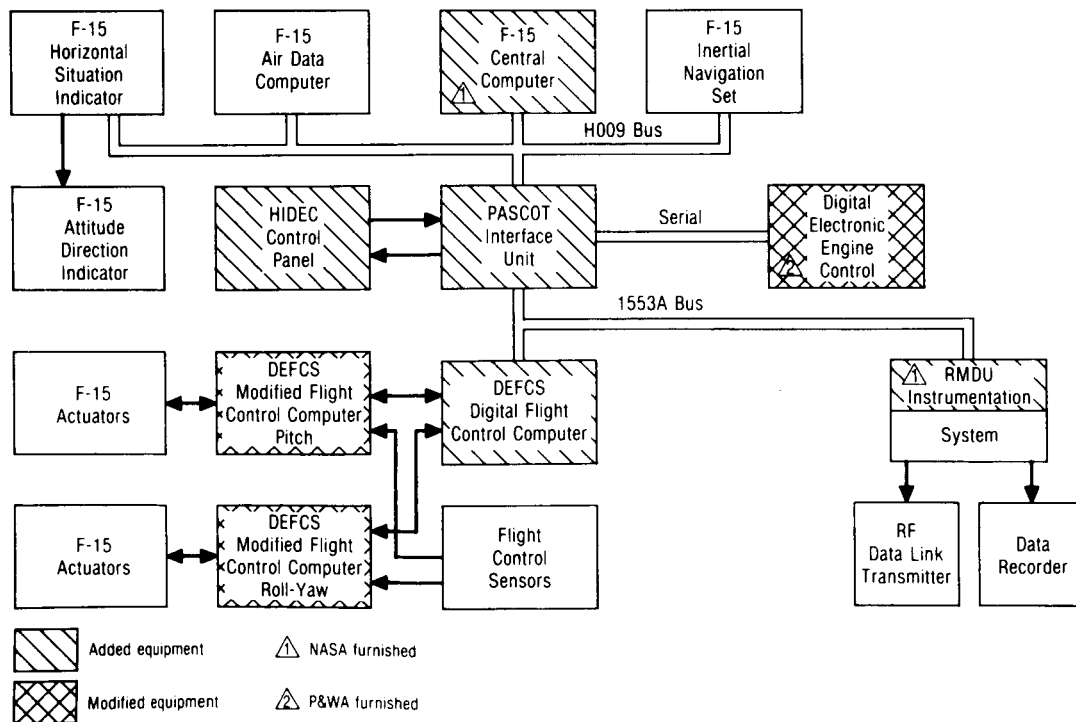 F-15
Horizontal
Situation
Indicator
F-15
Air Data
Computer
F-15
Central
Computer
1
F-15
Inertial
Navigation
Set
H009 Bus
F-15
Attitude
Direction
Indicator
HIDEC
Control
Panel
PASCOT
Interface
Unit
Serial
Digital
Electronic
Engine
Control
2
1553A Bus
F-15
Actuators
DEFCS
Modified Flight
Control Computer
Pitch
DEFCS
Digital Flight
Control Computer
1
RMDU
Instrumentation
System
F-15
Actuators
DEFCS
Modified Flight
Control Computer
Roll-Yaw
Flight
Control
Sensors
RF
Data Link
Transmitter
Data
Recorder
Added equipment
1 NASA furnished
Modified equipment
2 P&WA furnished